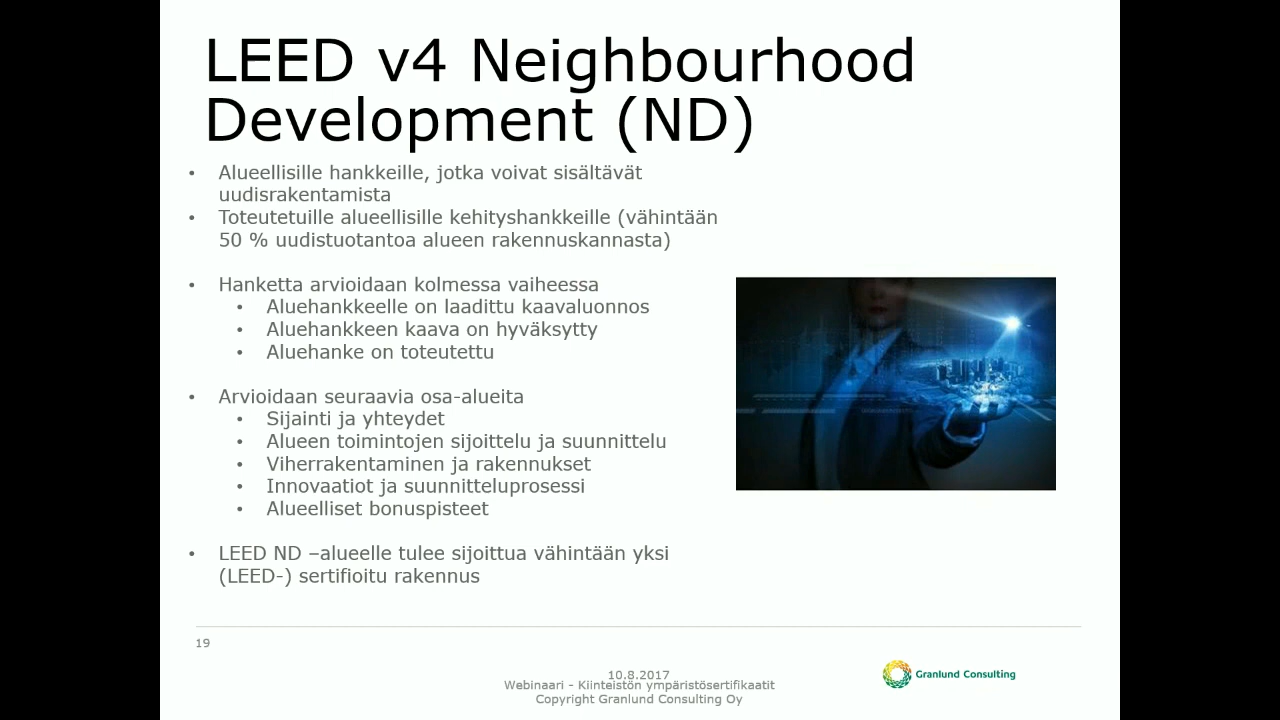 LEED v4 Neighbourhood
Development (ND)
• Alueellisille hankkeille, jotka voivat sisältävät
uudisrakentamista
• Toteutetuille alueellisille kehityshankkeille (vähintään
50 % uudistuotantoa alueen rakennuskannasta)
• Hanketta arvioidaan kolmessa vaiheessa
• Aluehankkeelle on laadittu kaavaluonnos
• Aluehankkeen kaava on hyväksytty
• Aluehanke on toteutettu
• Arvioidaan seuraavia osa-alueita
• Sijainti ja yhteydet
• Alueen toimintojen sijoittelu ja suunnittelu
• Viherrakentaminen ja rakennukset
• Innovaatiot ja suunnitteluprosessi
• Alueelliset bonuspisteet
• LEED ND –alueelle tulee sijoittua vähintään yksi
(LEED-) sertifioitu rakennus
19
10.8.2017
Webinaari - Kiinteistön ympäristösertifikaatit
Copyright Granlund Consulting Oy
Granlund Consulting